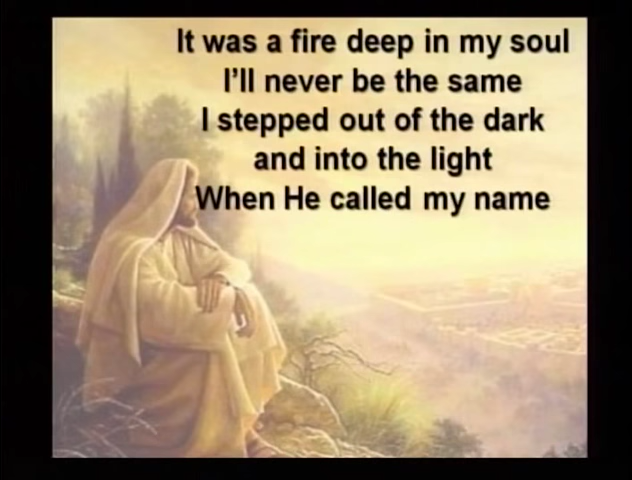 It was a fire deep in my soul
I'll never be the same
I stepped out of the dark
and into the light
When He called my name